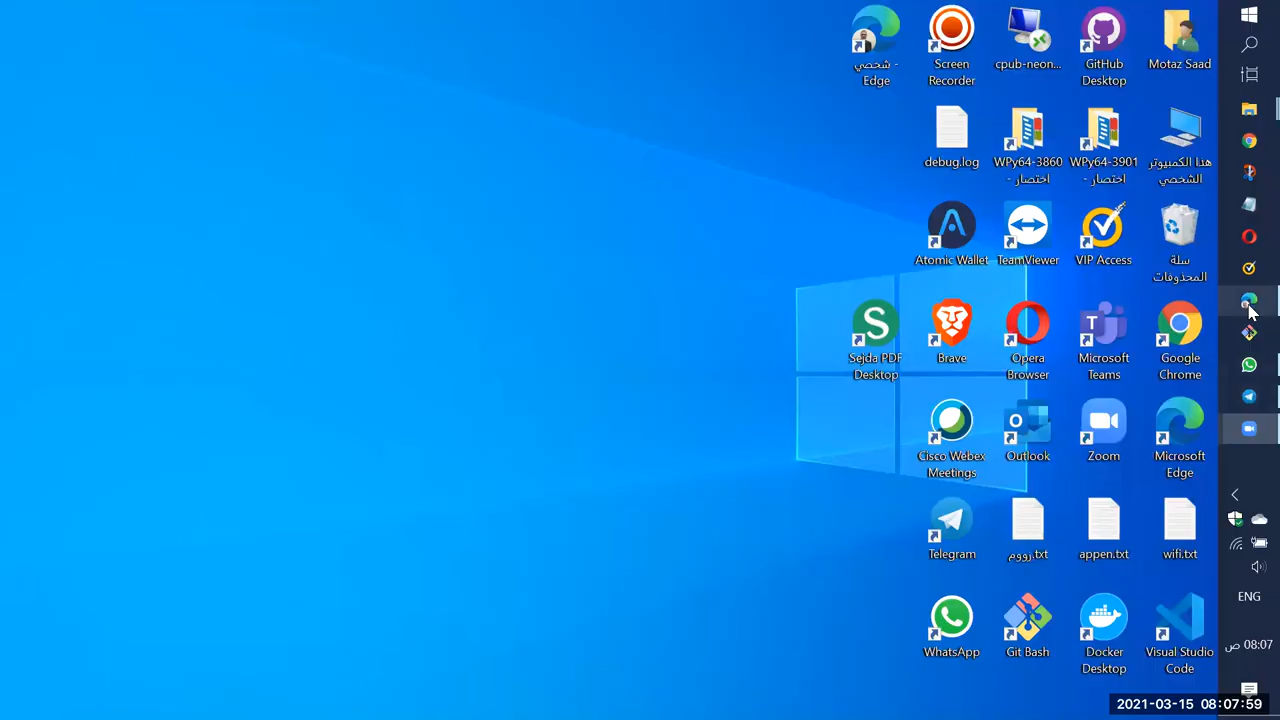 شحصي - Edge
Screen Recorder
cpub-neon...
GitHub Desktop
Motaz Saad
debug.log
WPy64-3860 - اختصار
WPy64-3901 - اختصار
هذا الكمبيوتر الشخصي
Atomic Wallet
TeamViewer
VIP Access
سلة المحذوفات
Sejda PDF Desktop
Brave
Opera Browser
Microsoft Teams
Google Chrome
Cisco Webex Meetings
Outlook
Zoom
Microsoft Edge
Telegram
رووم.txt
appen.txt
wifi.txt
WhatsApp
Git Bash
Docker Desktop
Visual Studio Code
ENG
08:07 ص
2021-03-15 08:07:59